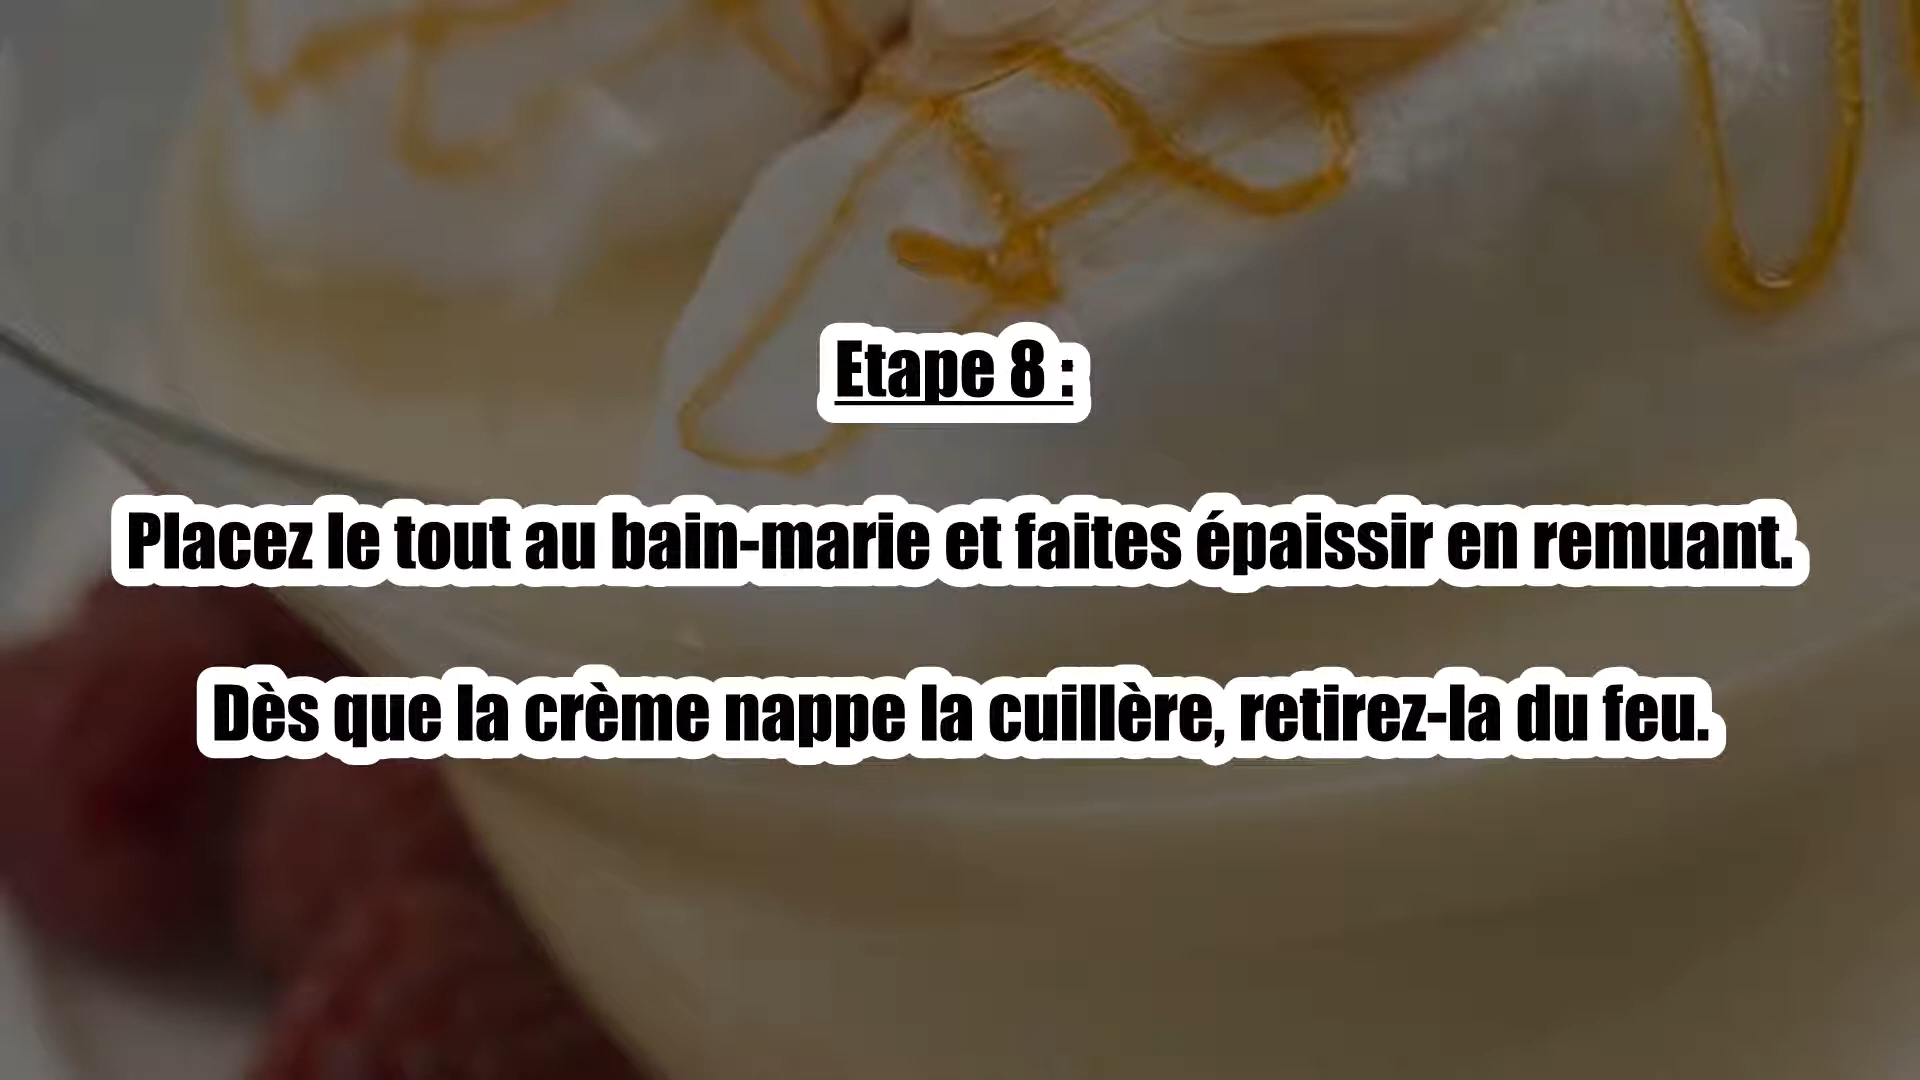 Etape 8 :
Placez le tout au bain-marie et faites épaissir en remuant.
Dès que la crème nappe la cuillère, retirez-la du feu.